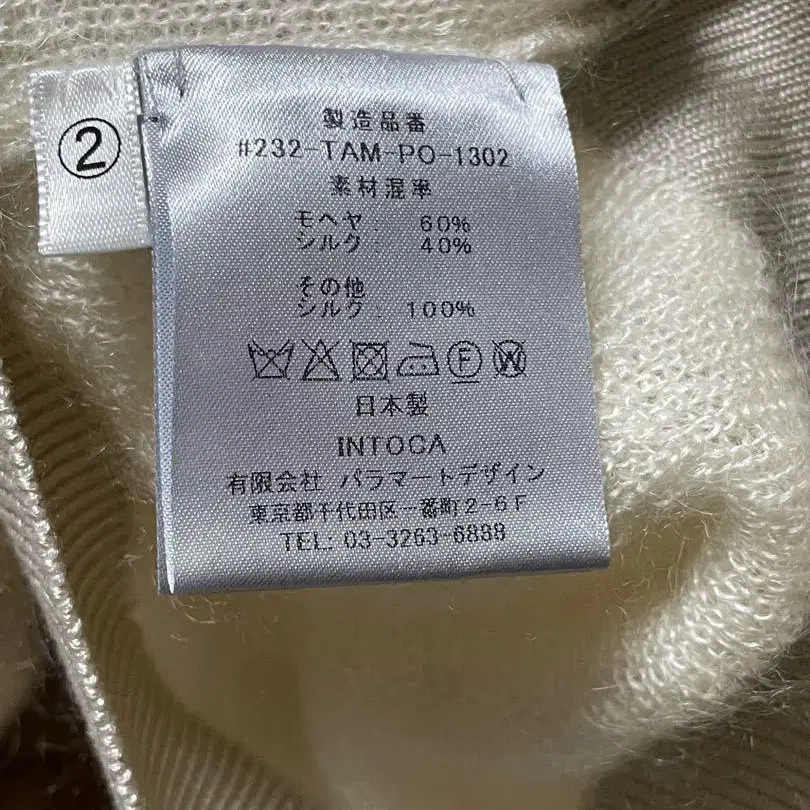 ②
製造品番
#232-TAM-PO-1302
素材混率
モヘヤ 60%
シルク 40%
その他
シルク 100%
F W
日本製
INTOCA
有限会社 パラマートデザイン
東京都千代田区一番町2-6F
TEL: 03-3263-6888